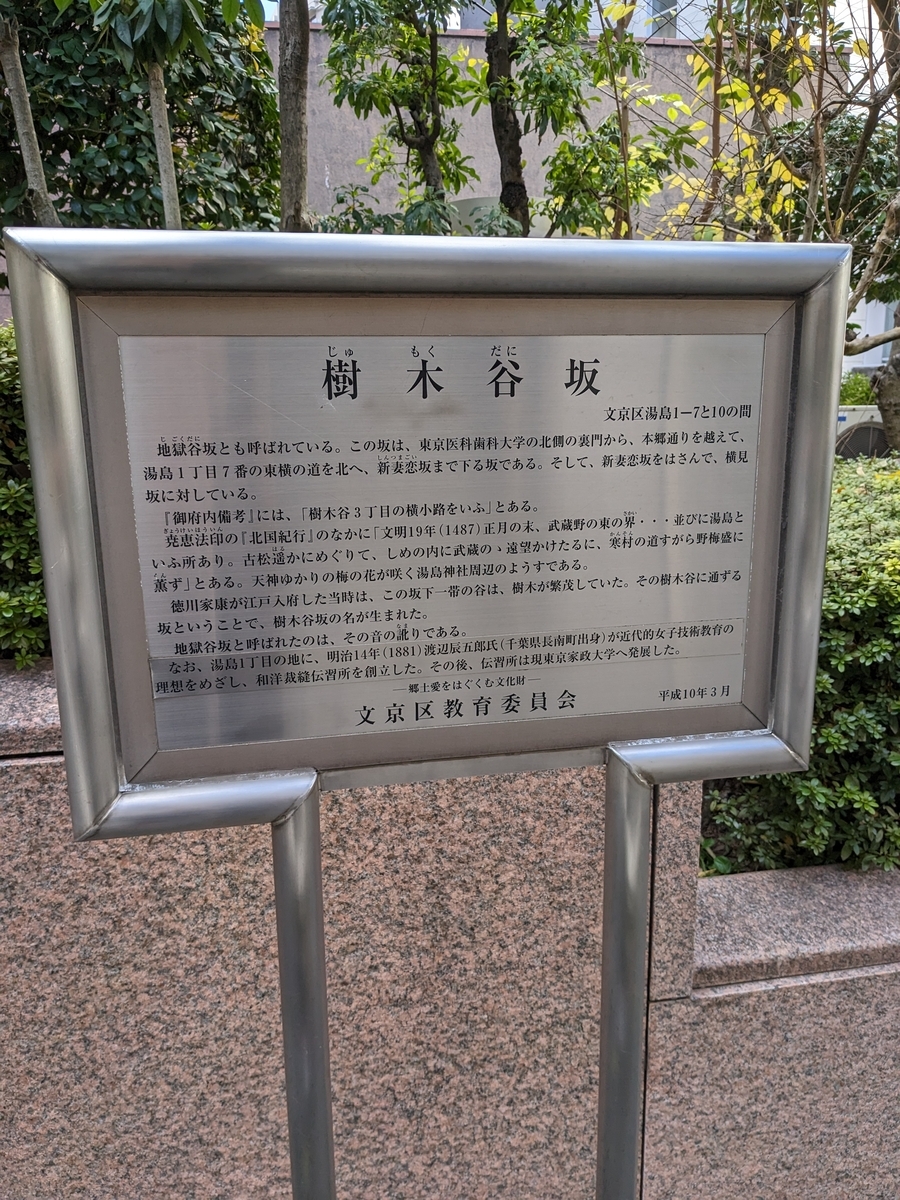 じゅ もく だに
樹木谷坂
文京区湯島1−7と10の間
じごくだに
地獄谷坂とも呼ばれている。この坂は、東京医科歯科大学の北側の裏門から、本郷通りを越えて、
しんつまこい
湯島1丁目7番の東横の道を北へ、新妻恋坂まで下る坂である。そして、新妻恋坂をはさんで、横見
坂に対している。
『御府内備考』には、「樹木谷3丁目の横小路をいふ」とある。
ぎょうけいほういん さかい
尭恵法印の『北国紀行』のなかに「文明19年(1487)正月の末、武蔵野の東の界・・・並びに湯島と
はる かんそん
いふ所あり。古松遥かにめぐりて、しめの内に武蔵のゝ遠望かけたるに、寒村の道すがら野梅盛に
くん
薫ず」とある。天神ゆかりの梅の花が咲く湯島神社周辺のようすである。
徳川家康が江戸入府した当時は、この坂下一帯の谷は、樹木が繁茂していた。その樹木谷に通ずる
坂ということで、樹木谷坂の名が生まれた。
なま
地獄谷坂と呼ばれたのは、その音の訛りである。
なお、湯島1丁目の地に、明治14年(1881)渡辺辰五郎氏(千葉県長南町出身)が近代的女子技術教育の
理想をめざし、和洋裁縫伝習所を創立した。その後、伝習所は現東京家政大学へ発展した。
―郷土愛をはぐくむ文化財―
文京区教育委員会 平成10年3月